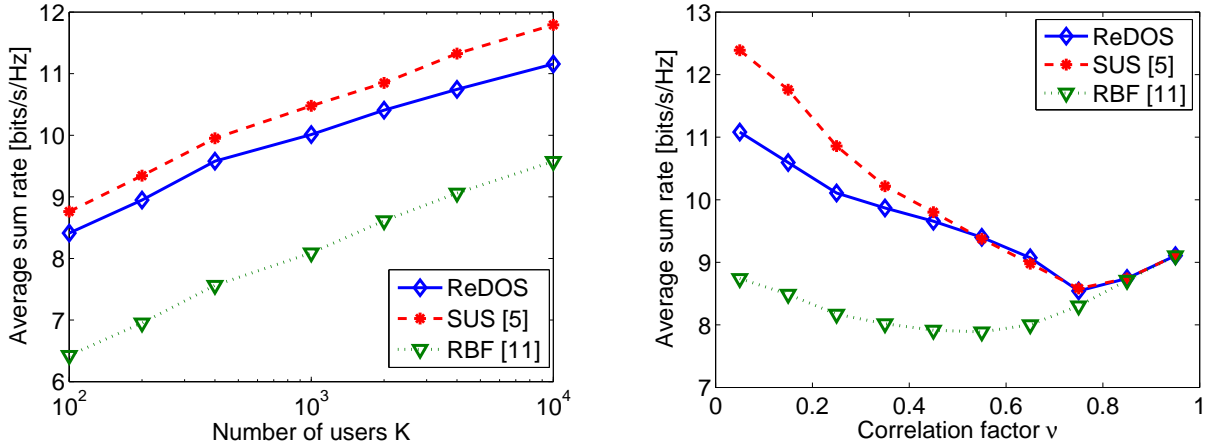 Average sum rate [bits/s/Hz]
12
11
10
9
8
7
6
10^2
10^3
10^4
Number of users K
ReDOS
SUS [5]
RBF [11]
Average sum rate [bits/s/Hz]
13
12
11
10
9
8
7
0
0.2
0.4
0.6
0.8
1
Correlation factor ν
ReDOS
SUS [5]
RBF [11]